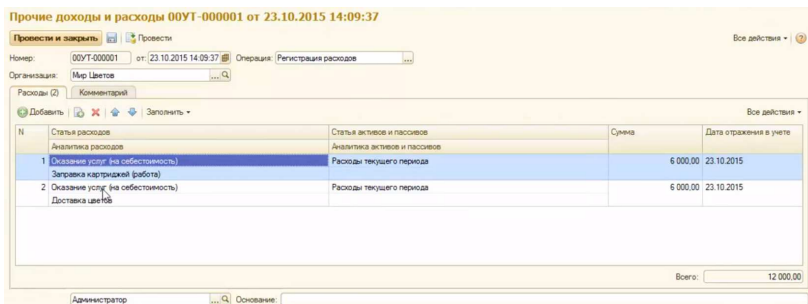 Прочие доходы и расходы 00УТ-000001 от 23.10.2015 14:09:37
Провести и закрыть Провести Все действия
Номер: 00УТ-000001 от: 23.10.2015 14:09:37 Операция: Регистрация расходов ...
Организация: Мир Цветов ...
Расходы (2) Комментарий
Добавить Заполнить Все действия
N Статья расходов Статья активов и пассивов Сумма Дата отражения в учете
Аналитика расходов Аналитика активов и пассивов
1 Оказание услуг (на себестоимость) Расходы текущего периода 6 000,00 23.10.2015
Заправка картриджей (работа)
2 Оказание услуг (на себестоимость) Расходы текущего периода 6 000,00 23.10.2015
Доставка цветов
Всего: 12 000,00
Администратор ... Основание: